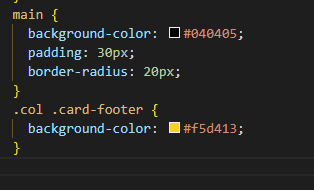 main {
background-color: #040405;
padding: 30px;
border-radius: 20px;
}
.col .card-footer {
background-color: #f5d413;
}